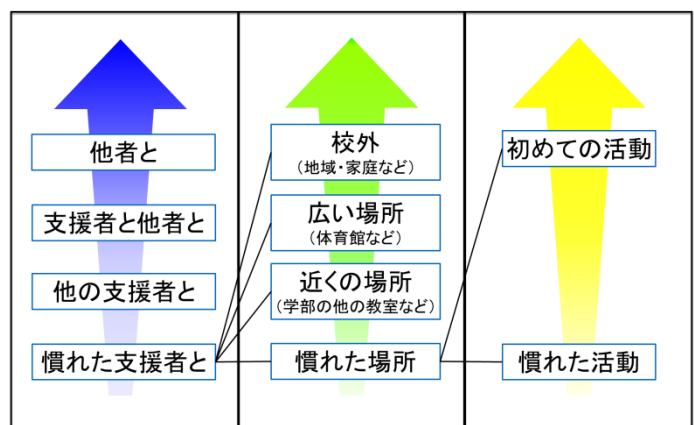 他者と
支援者と他者と
他の支援者と
慣れた支援者と
校外
（地域・家庭など）
広い場所
（体育館など）
近くの場所
（学部の他の教室など）
慣れた場所
初めての活動
慣れた活動